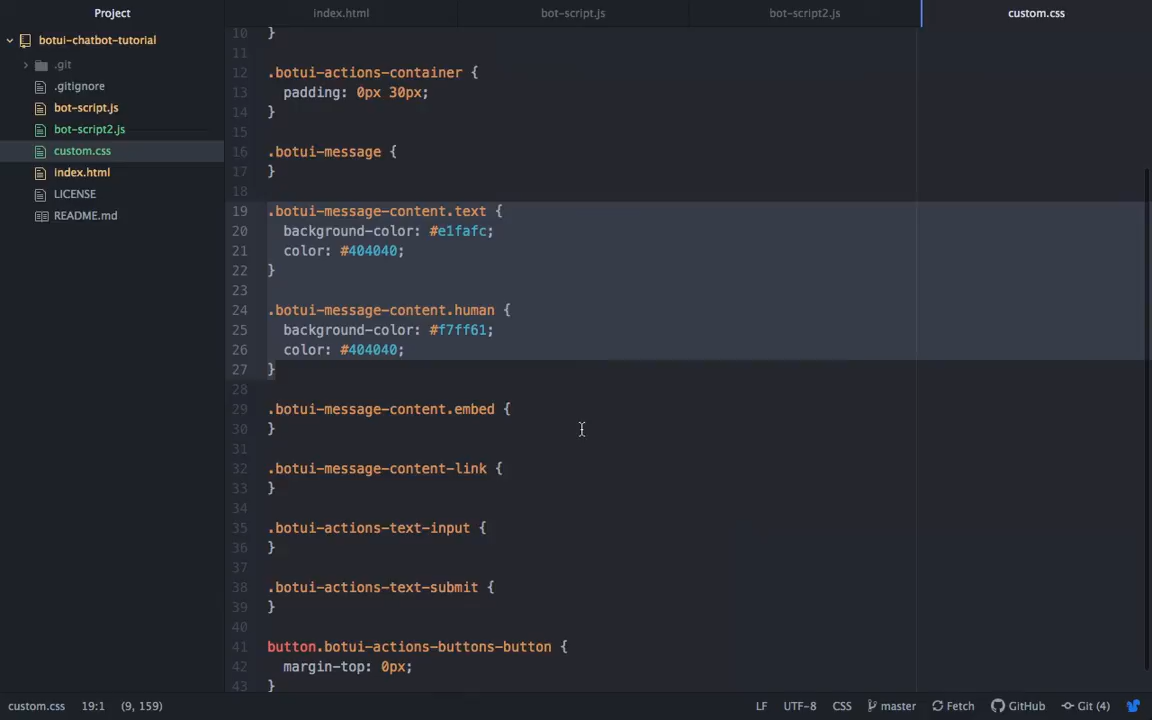 Project
index.html
bot-script.js
bot-script2.js
custom.css
botui-chatbot-tutorial
.git
.gitignore
bot-script.js
bot-script2.js
custom.css
index.html
LICENSE
README.md
10 }
11
12 .botui-actions-container {
13 padding: 0px 30px;
14 }
15
16 .botui-message {
17 }
18
19 .botui-message-content.text {
20 background-color: #e1fafc;
21 color: #404040;
22 }
23
24 .botui-message-content.human {
25 background-color: #f7ff61;
26 color: #404040;
27 }
28
29 .botui-message-content.embed {
30 }
31
32 .botui-message-content-link {
33 }
34
35 .botui-actions-text-input {
36 }
37
38 .botui-actions-text-submit {
39 }
40
41 button.botui-actions-buttons-button {
42 margin-top: 0px;
43 }
custom.css 19:1 (9, 159) LF UTF-8 CSS master Fetch GitHub Git (4)